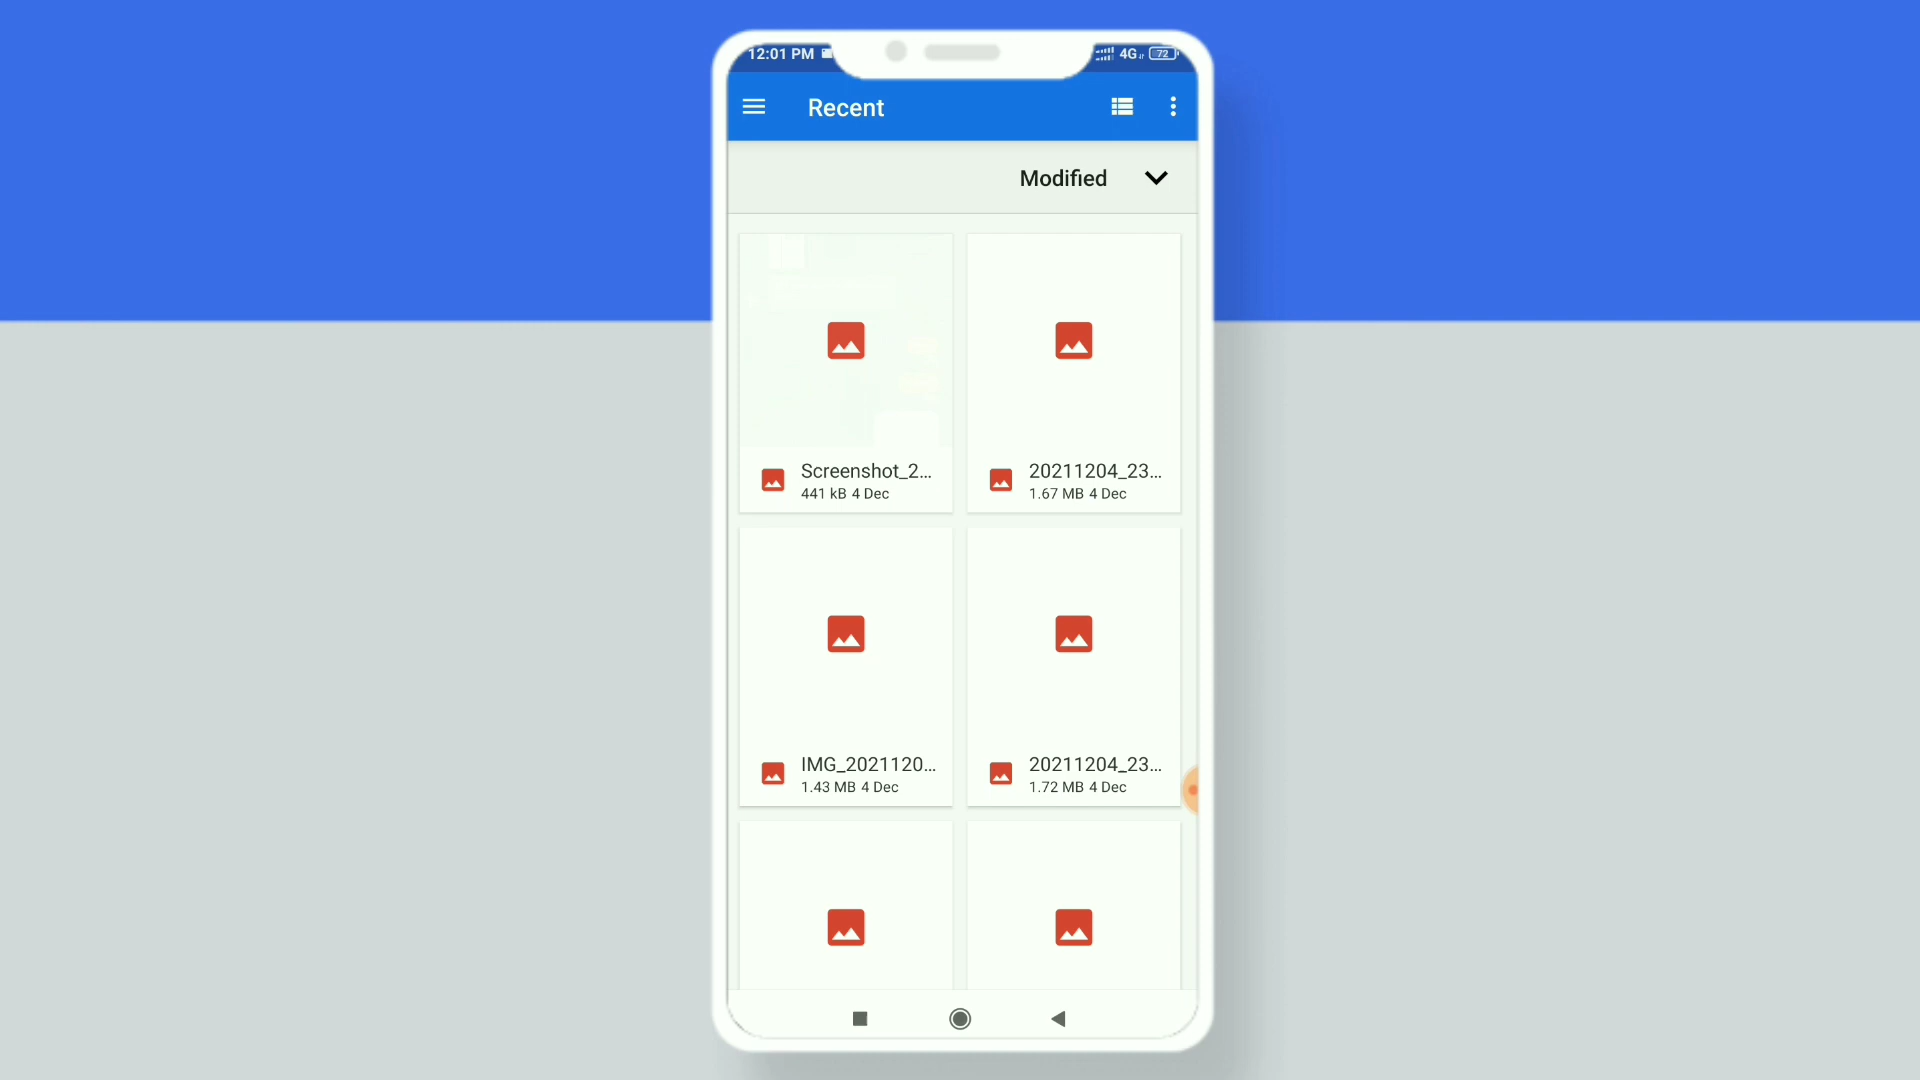 12:01 PM 4G 72
Recent
Modified
Screenshot_2...
441 kB 4 Dec
20211204_23...
1.67 MB 4 Dec
IMG_2021120...
1.43 MB 4 Dec
20211204_23...
1.72 MB 4 Dec